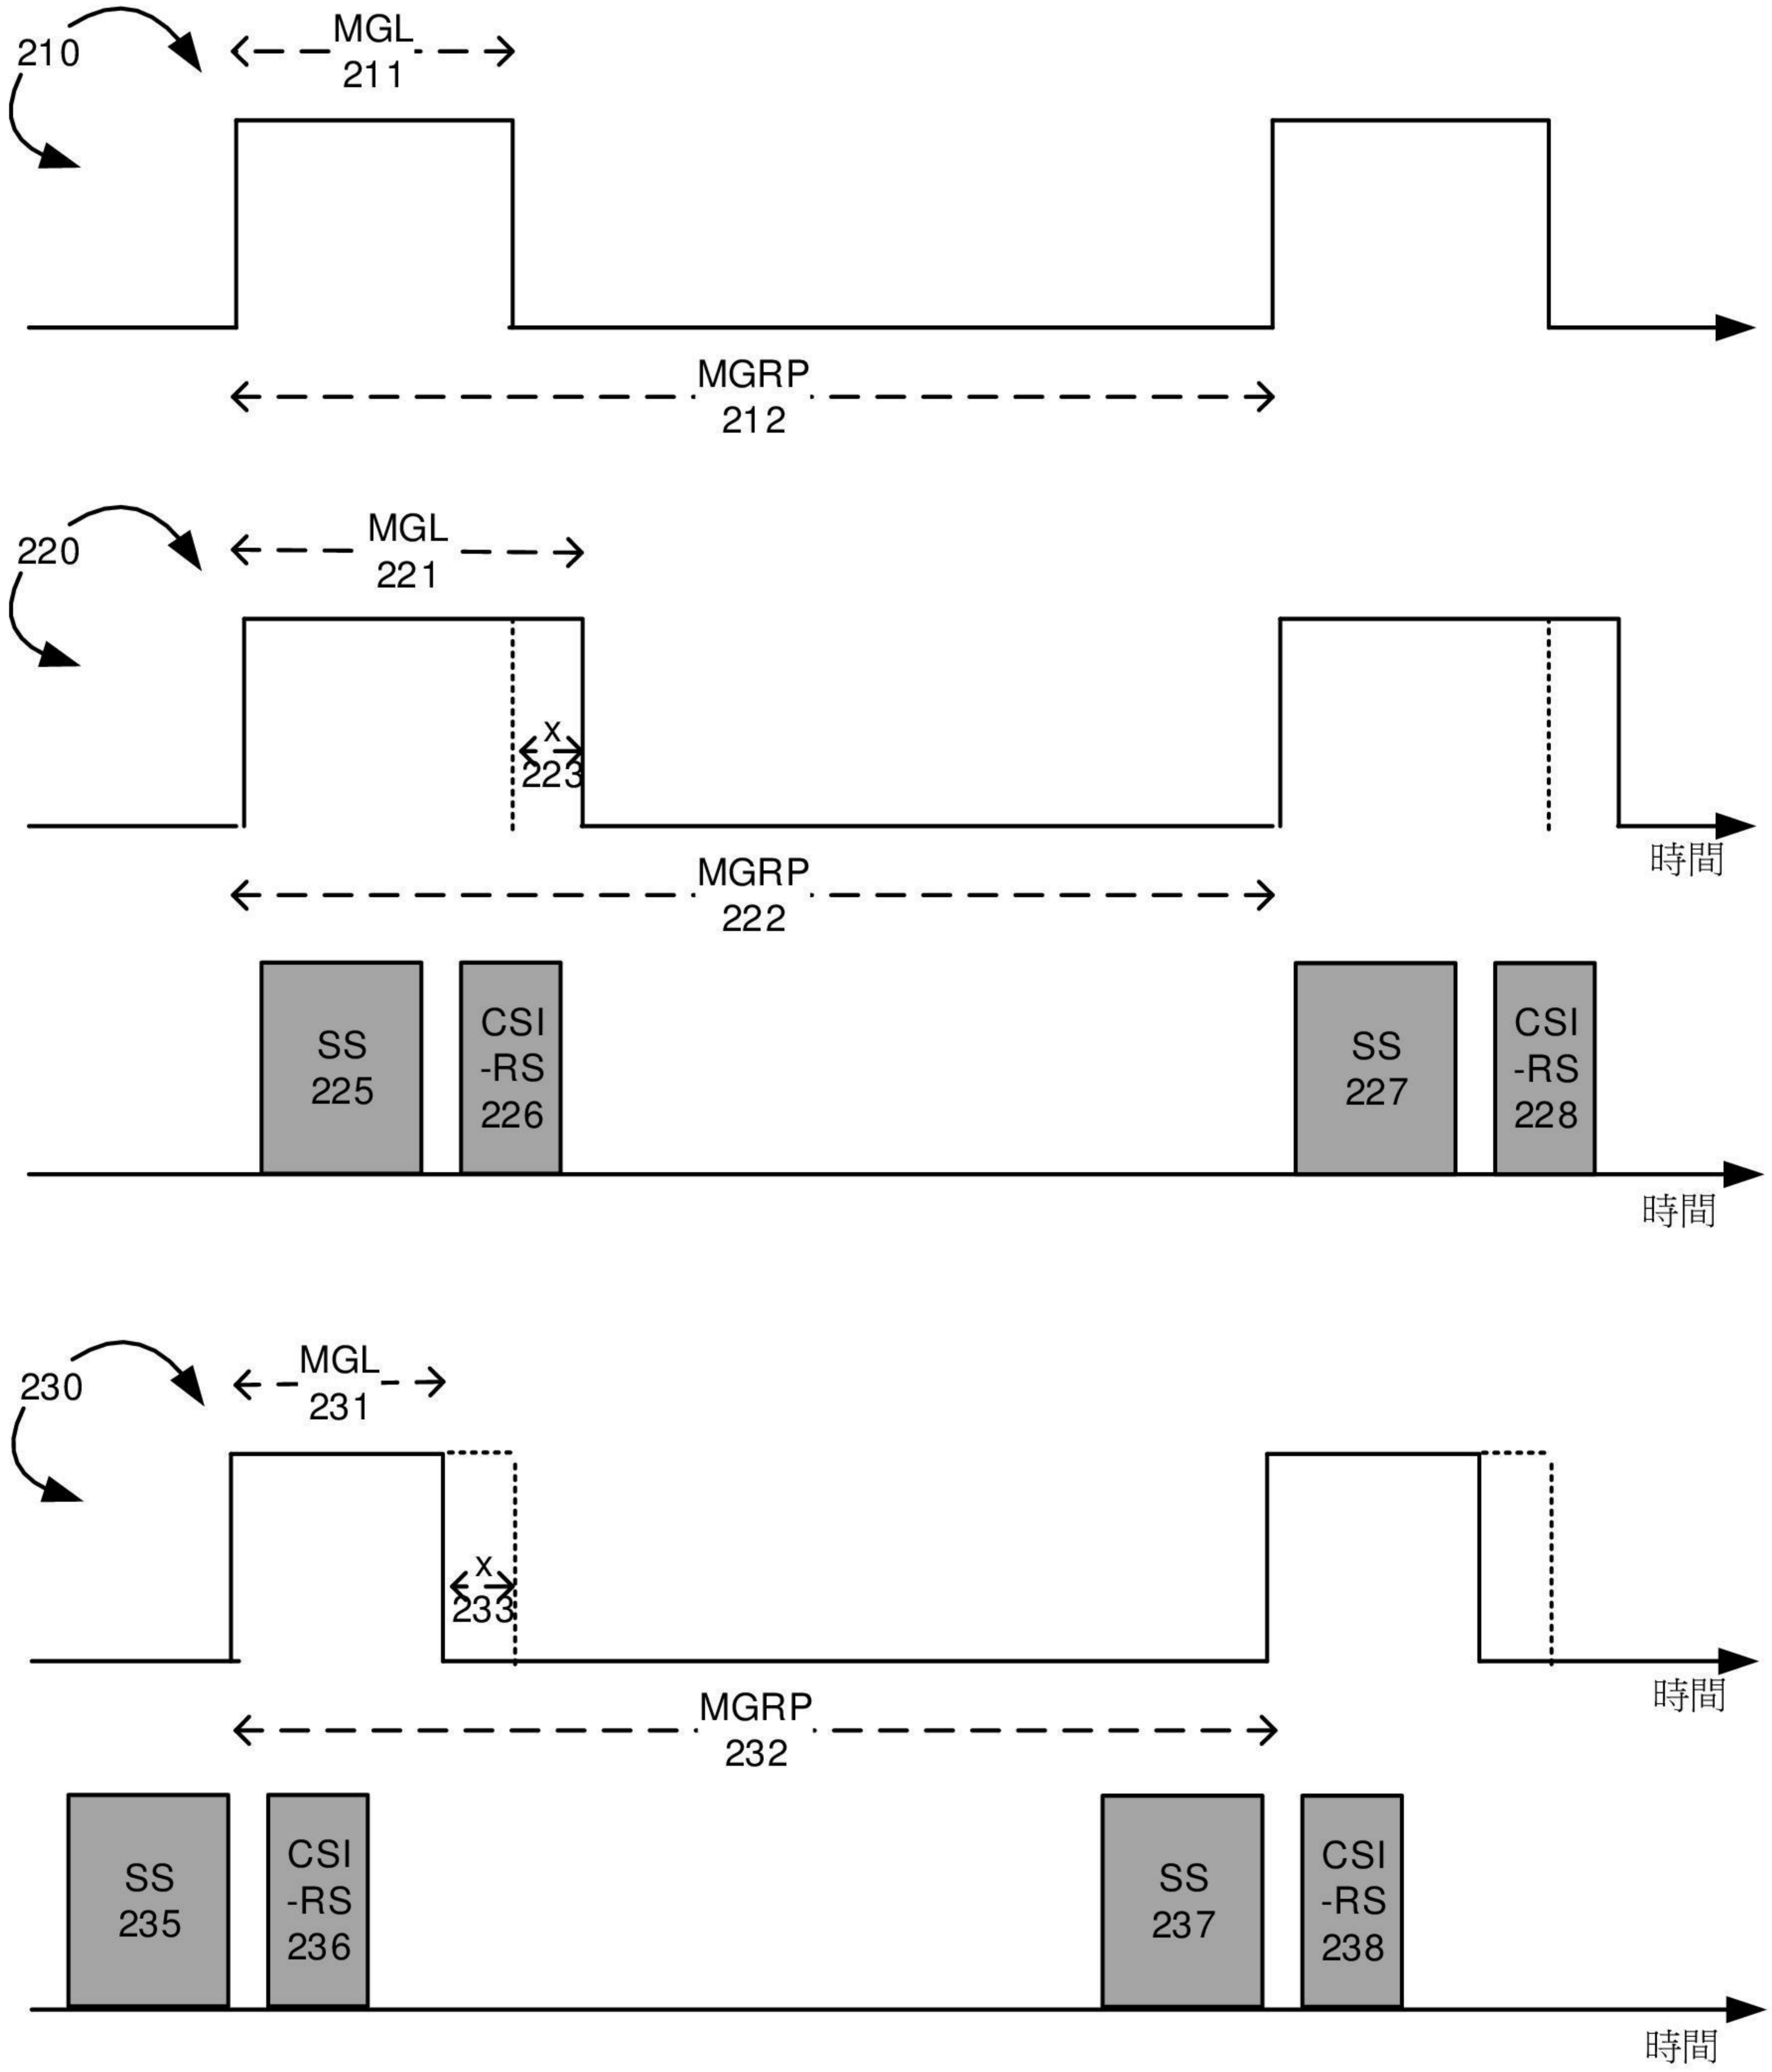 210
MGL
211
MGRP
212
220
MGL
221
x
223
時間
MGRP
222
SS
225
CSI
-RS
226
SS
227
CSI
-RS
228
時間
230
MGL
231
x
233
時間
MGRP
232
SS
235
CSI
-RS
236
SS
237
CSI
-RS
238
時間